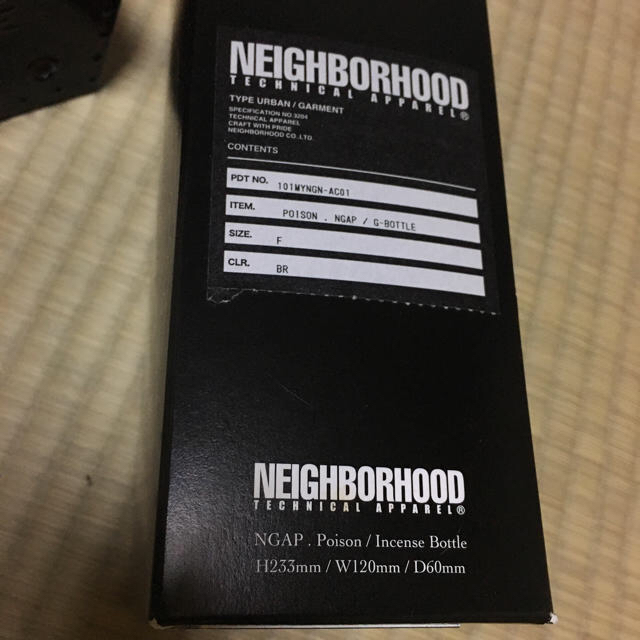 NEIGHBORHOOD
TECHNICAL APPAREL®
TYPE URBAN / GARMENT
SPECIFICATION NO.3204
TECHNICAL APPAREL
CRAFT WITH PRIDE
NEIGHBORHOOD CO.,LTD.
CONTENTS
PDT NO. 101MYNGN-AC01
ITEM. POISON . NGAP / G-BOTTLE
SIZE. F
CLR. BR
NEIGHBORHOOD
TECHNICAL APPAREL®
NGAP . Poison / Incense Bottle
H233mm / W120mm / D60mm